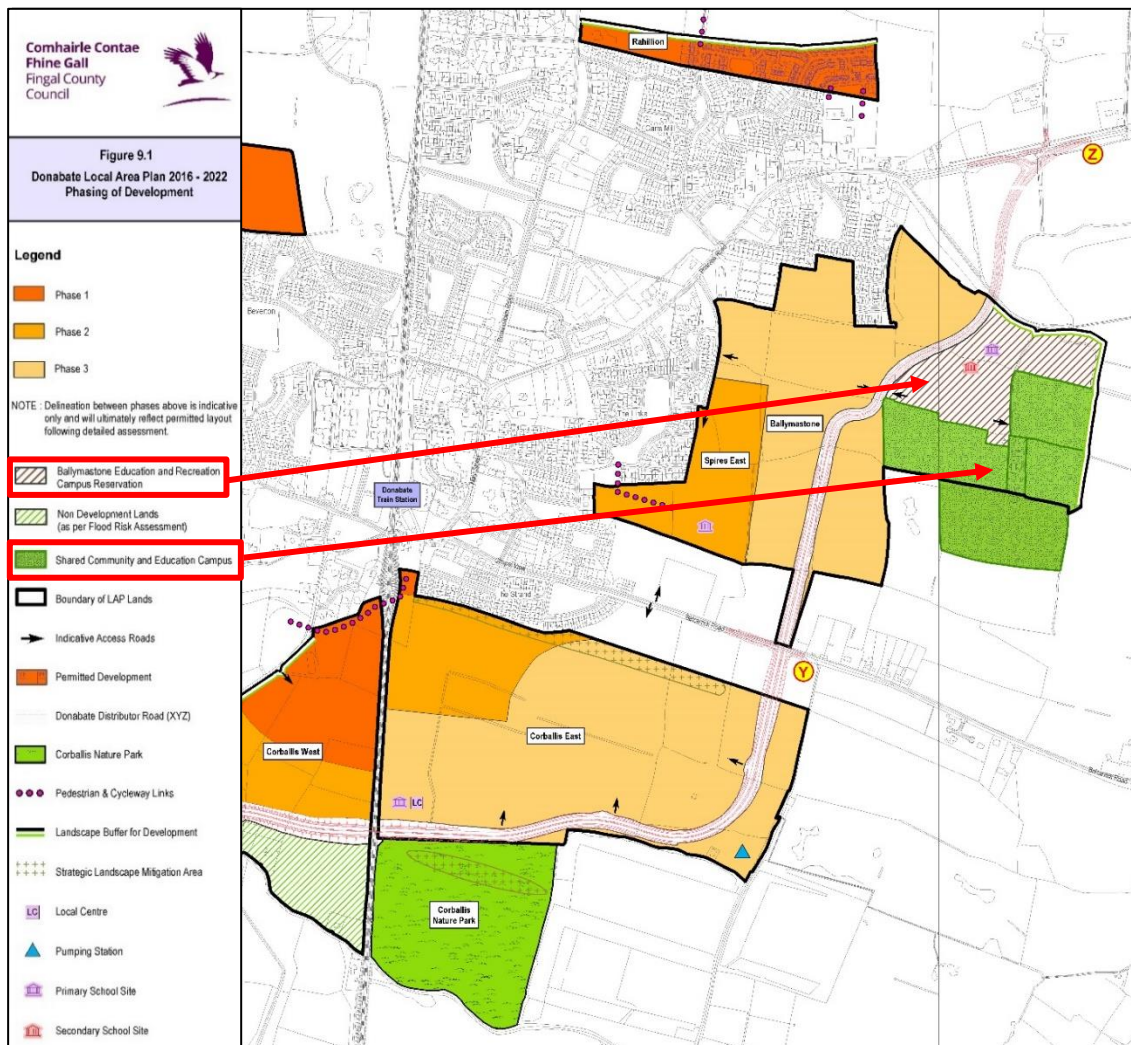 Comhairle Contae
Fhine Gall
Fingal County
Council
Figure 9.1
Donabate Local Area Plan 2016 - 2022
Phasing of Development
Legend
Phase 1
Phase 2
Phase 3
NOTE : Delineation between phases above is indicative
only and will ultimately reflect permitted layout
following detailed assessment.
Ballymastone Education and Recreation
Campus Reservation
Non Development Lands
(as per Flood Risk Assessment)
Shared Community and Education Campus
Boundary of LAP Lands
Indicative Access Roads
Permitted Development
Donabate Distributor Road (XYZ)
Corballis Nature Park
Pedestrian & Cycleway Links
Landscape Buffer for Development
Strategic Landscape Mitigation Area
LC
Local Centre
Pumping Station
Primary School Site
Secondary School Site
Rahillion
Z
Beverton
The Links
Ballymastone
Spires East
Donabate
Train Station
The Strand
Y
Corballis West
Corballis East
LC
Corballis
Nature Park